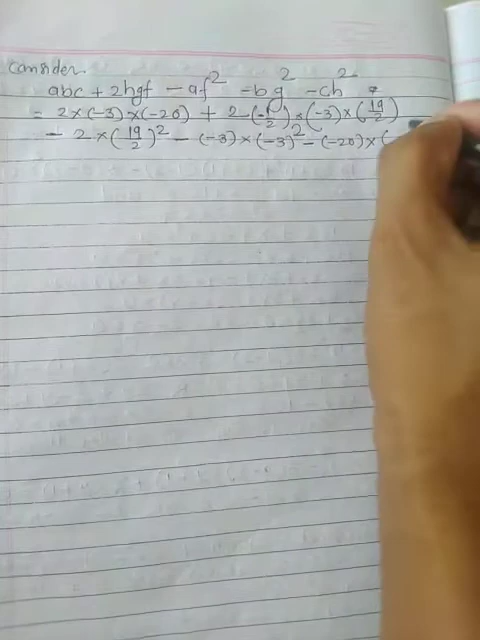 Consider.
abc + 2hgf - af² - bg² - ch²
= 2×(-3)×(-20) + 2(-1/2)×(-3)×(19/2)
- 2×(19/2)² - (-3)×(-3)² - (-20)×(